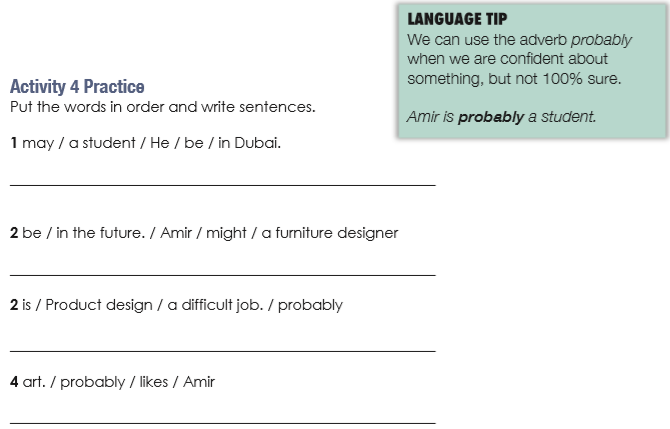 LANGUAGE TIP
We can use the adverb probably
when we are confident about
something, but not 100% sure.
Amir is probably a student.
Activity 4 Practice
Put the words in order and write sentences.
1 may / a student / He / be / in Dubai.
2 be / in the future. / Amir / might / a furniture designer
2 is / Product design / a difficult job. / probably
4 art. / probably / likes / Amir